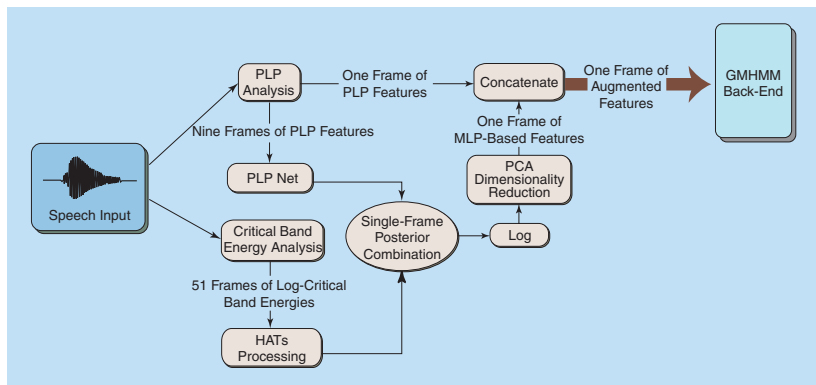 PLP
Analysis
One Frame of
PLP Features
Concatenate
One Frame of
Augmented
Features
GMHMM
Back-End
Nine Frames of PLP Features
One Frame of
MLP-Based Features
PLP Net
PCA
Dimensionality
Reduction
Speech Input
Critical Band
Energy Analysis
Single-Frame
Posterior
Combination
Log
51 Frames of Log-Critical
Band Energies
HATs
Processing